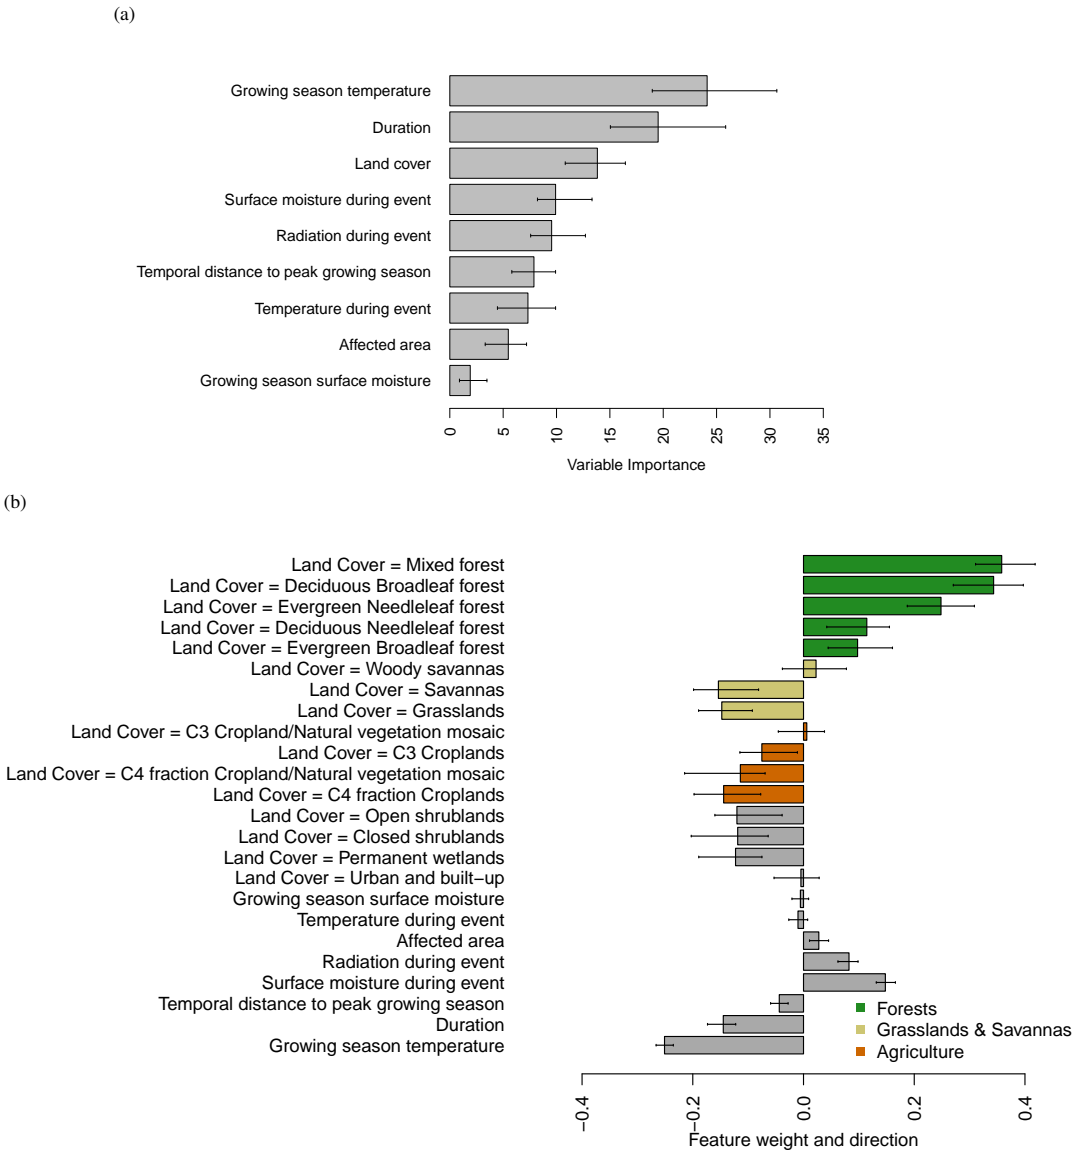 (a)
Growing season temperature
Duration
Land cover
Surface moisture during event
Radiation during event
Temporal distance to peak growing season
Temperature during event
Affected area
Growing season surface moisture
0 5 10 15 20 25 30 35
Variable Importance
(b)
Land Cover = Mixed forest
Land Cover = Deciduous Broadleaf forest
Land Cover = Evergreen Needleleaf forest
Land Cover = Deciduous Needleleaf forest
Land Cover = Evergreen Broadleaf forest
Land Cover = Woody savannas
Land Cover = Savannas
Land Cover = Grasslands
Land Cover = C3 Cropland/Natural vegetation mosaic
Land Cover = C3 Croplands
Land Cover = C4 fraction Cropland/Natural vegetation mosaic
Land Cover = C4 fraction Croplands
Land Cover = Open shrublands
Land Cover = Closed shrublands
Land Cover = Permanent wetlands
Land Cover = Urban and built−up
Growing season surface moisture
Temperature during event
Affected area
Radiation during event
Surface moisture during event
Temporal distance to peak growing season
Duration
Growing season temperature
Forests
Grasslands & Savannas
Agriculture
−0.4 −0.2 0.0 0.2 0.4
Feature weight and direction